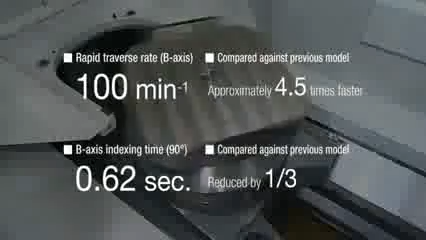 ■ Rapid traverse rate (B-axis)
■ Compared against previous model
100 min-1
Approximately 4.5 times faster
■ B-axis indexing time (90°)
■ Compared against previous model
0.62 sec.
Reduced by 1/3